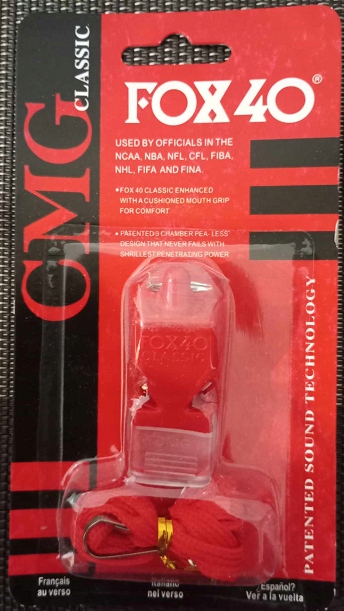 CMG
CLASSIC
FOX 40®
USED BY OFFICIALS IN THE
NCAA, NBA, NFL, CFL, FIBA,
NHL, FIFA AND FINA.
•FOX 40 CLASSIC ENHANCED
WITH A CUSHIONED MOUTH GRIP
FOR COMFORT
• PATENTED 3 CHAMBER PEA- LESS
DESIGN THAT NEVER FAILS WITH
SHRILLEST PENETRATING POWER
FOX40
CLASSIC
PATENTED SOUND TECHNOLOGY
Français
au verso
Italiano
nel verso
¿Español?
Ver a la vuelta